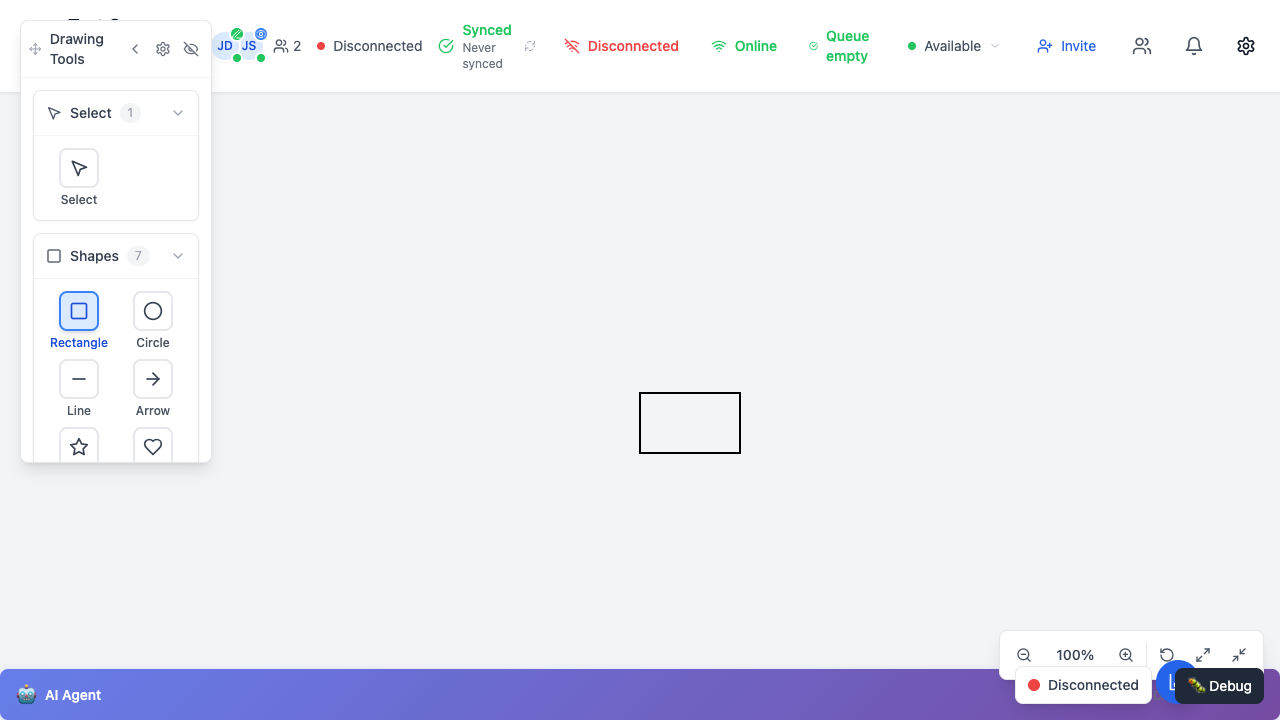 Drawing
Tools
JD JS 2 Disconnected
Synced
Never
synced
Disconnected
Online
Queue
empty
Available
Invite
Select 1
Select
Shapes 7
Rectangle Circle
Line Arrow
100%
AI Agent
Disconnected
Debug